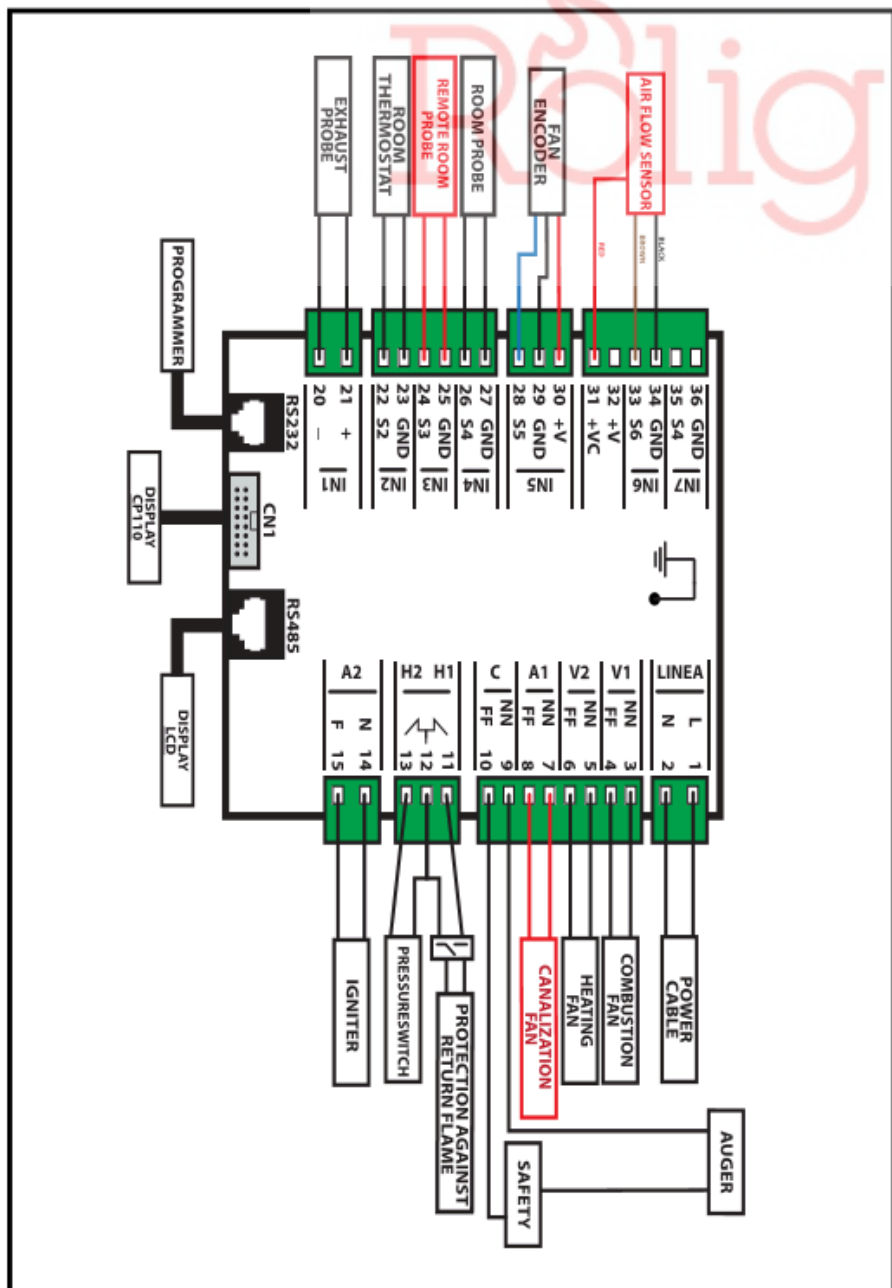 Rolig
EXHAUST
PROBE
ROOM
THERMOSTAT
REMOTE ROOM
PROBE
ROOM PROBE
FAN
ENCODER
AIR FLOW SENSOR
RED
BROWN
BLACK
20 –
21 +
IN1
22 S2
23 GND
IN2
24 S3
25 GND
IN3
26 S4
27 GND
IN4
28 S5
29 GND
30 +V
IN5
31 +VC
32 +V
33 S6
34 GND
IN6
35 S4
36 GND
IN7
PROGRAMMER
RS232
DISPLAY
CP110
CN1
DISPLAY
LCD
RS485
A2
F N
15 14
H2 H1
13 12 11
C
FF NN
10 9
A1
FF NN
8 7
V2
FF NN
6 5
V1
FF NN
4 3
LINEA
N L
2 1
IGNITER
PRESSURESWITCH
PROTECTION AGAINST
RETURN FLAME
CANALIZATION
FAN
HEATING
FAN
COMBUSTION
FAN
POWER
CABLE
SAFETY
AUGER